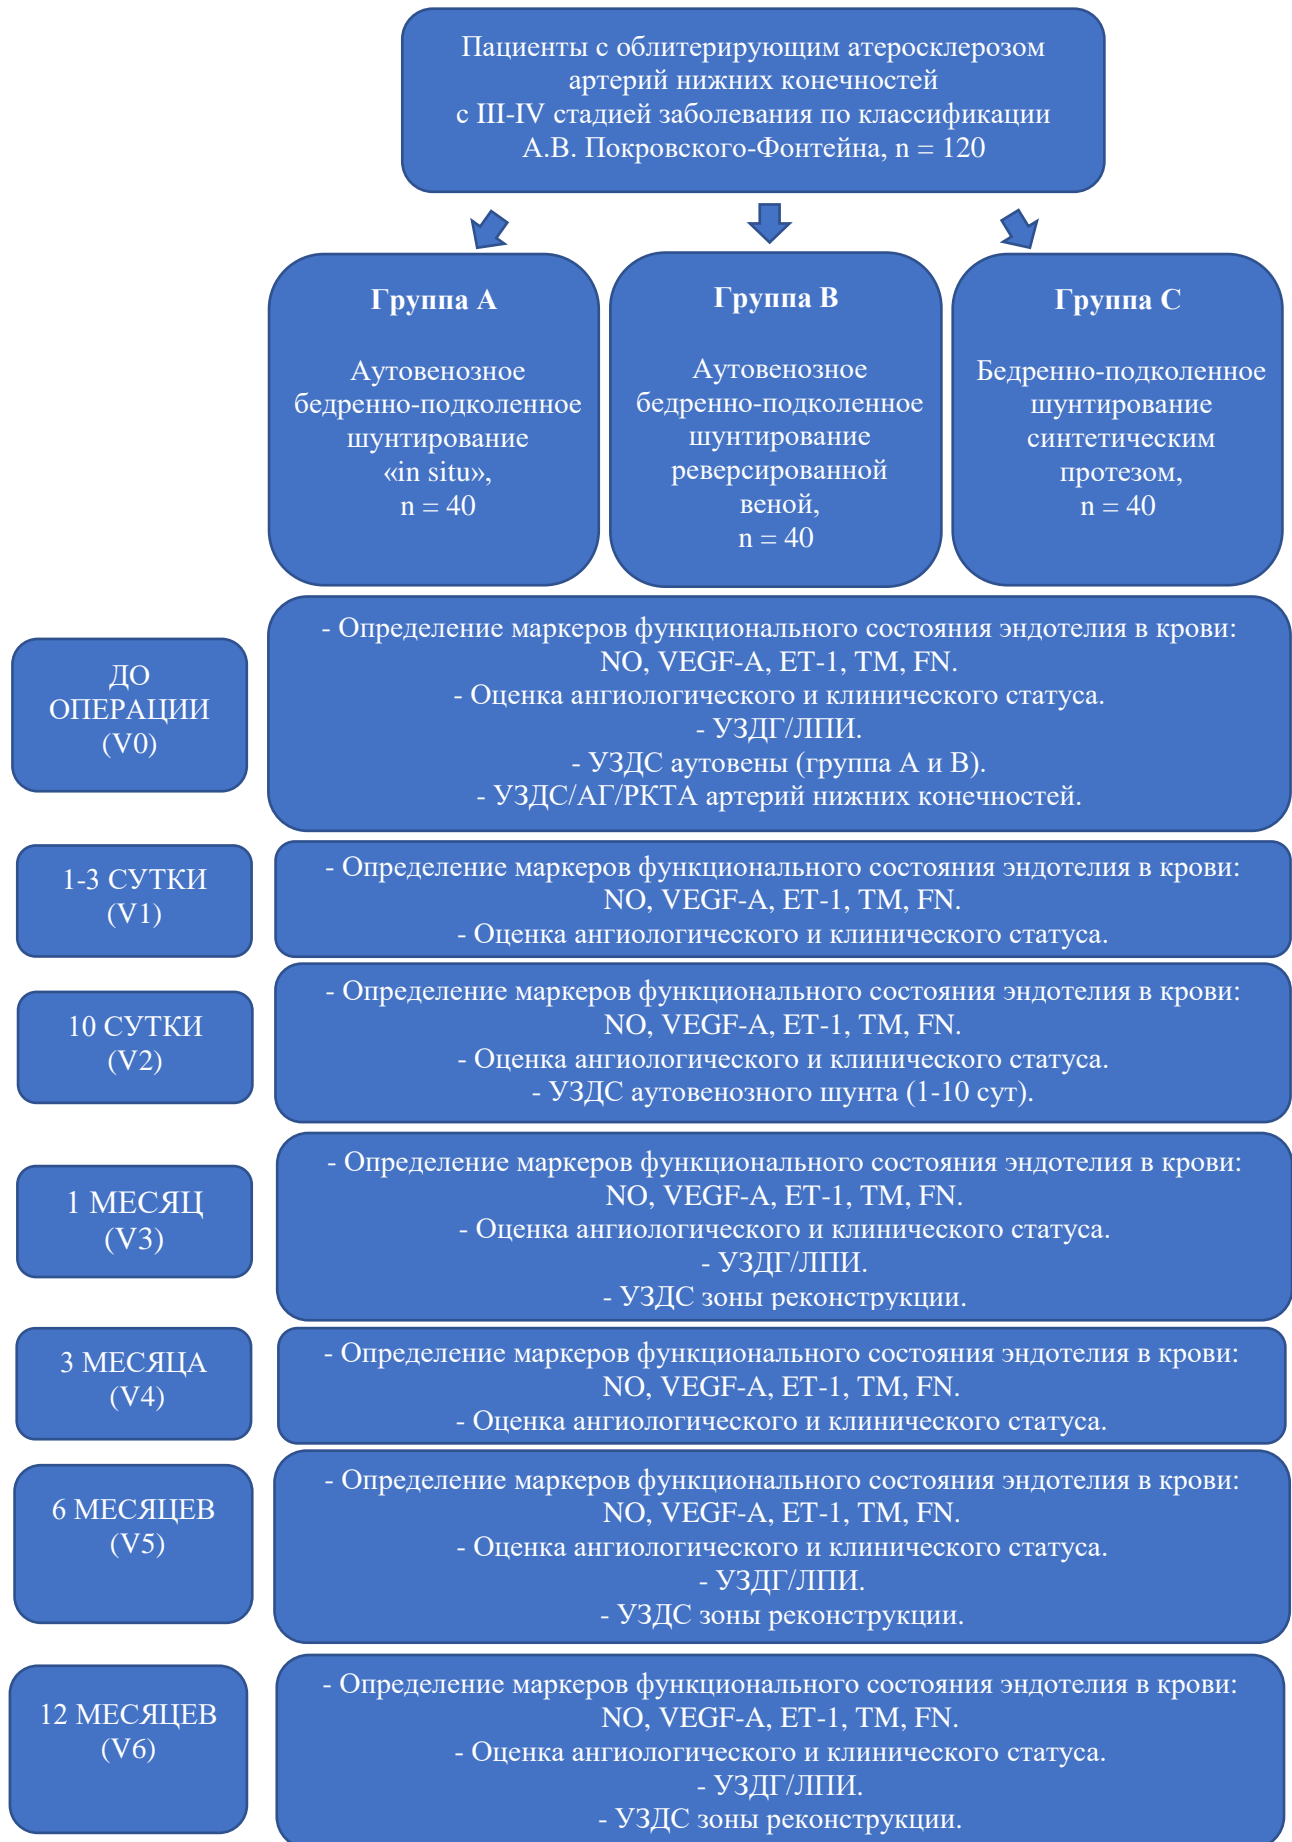 Пациенты с облитерирующим атеросклерозом
артерий нижних конечностей
с III-IV стадией заболевания по классификации
А.В. Покровского-Фонтейна, n = 120
Группа А
Аутовенозное
бедренно-подколенное
шунтирование
«in situ»,
n = 40
Группа В
Аутовенозное
бедренно-подколенное
шунтирование
реверсированной
веной,
n = 40
Группа С
Бедренно-подколенное
шунтирование
синтетическим
протезом,
n = 40
ДО
ОПЕРАЦИИ
(V0)
- Определение маркеров функционального состояния эндотелия в крови:
NO, VEGF-A, ET-1, TM, FN.
- Оценка ангиологического и клинического статуса.
- УЗДГ/ЛПИ.
- УЗДС аутовены (группа А и В).
- УЗДС/АГ/РКТА артерий нижних конечностей.
1-3 СУТКИ
(V1)
- Определение маркеров функционального состояния эндотелия в крови:
NO, VEGF-A, ET-1, TM, FN.
- Оценка ангиологического и клинического статуса.
10 СУТКИ
(V2)
- Определение маркеров функционального состояния эндотелия в крови:
NO, VEGF-A, ET-1, TM, FN.
- Оценка ангиологического и клинического статуса.
- УЗДС аутовенозного шунта (1-10 сут).
1 МЕСЯЦ
(V3)
- Определение маркеров функционального состояния эндотелия в крови:
NO, VEGF-A, ET-1, TM, FN.
- Оценка ангиологического и клинического статуса.
- УЗДГ/ЛПИ.
- УЗДС зоны реконструкции.
3 МЕСЯЦА
(V4)
- Определение маркеров функционального состояния эндотелия в крови:
NO, VEGF-A, ET-1, TM, FN.
- Оценка ангиологического и клинического статуса.
6 МЕСЯЦЕВ
(V5)
- Определение маркеров функционального состояния эндотелия в крови:
NO, VEGF-A, ET-1, TM, FN.
- Оценка ангиологического и клинического статуса.
- УЗДГ/ЛПИ.
- УЗДС зоны реконструкции.
12 МЕСЯЦЕВ
(V6)
- Определение маркеров функционального состояния эндотелия в крови:
NO, VEGF-A, ET-1, TM, FN.
- Оценка ангиологического и клинического статуса.
- УЗДГ/ЛПИ.
- УЗДС зоны реконструкции.